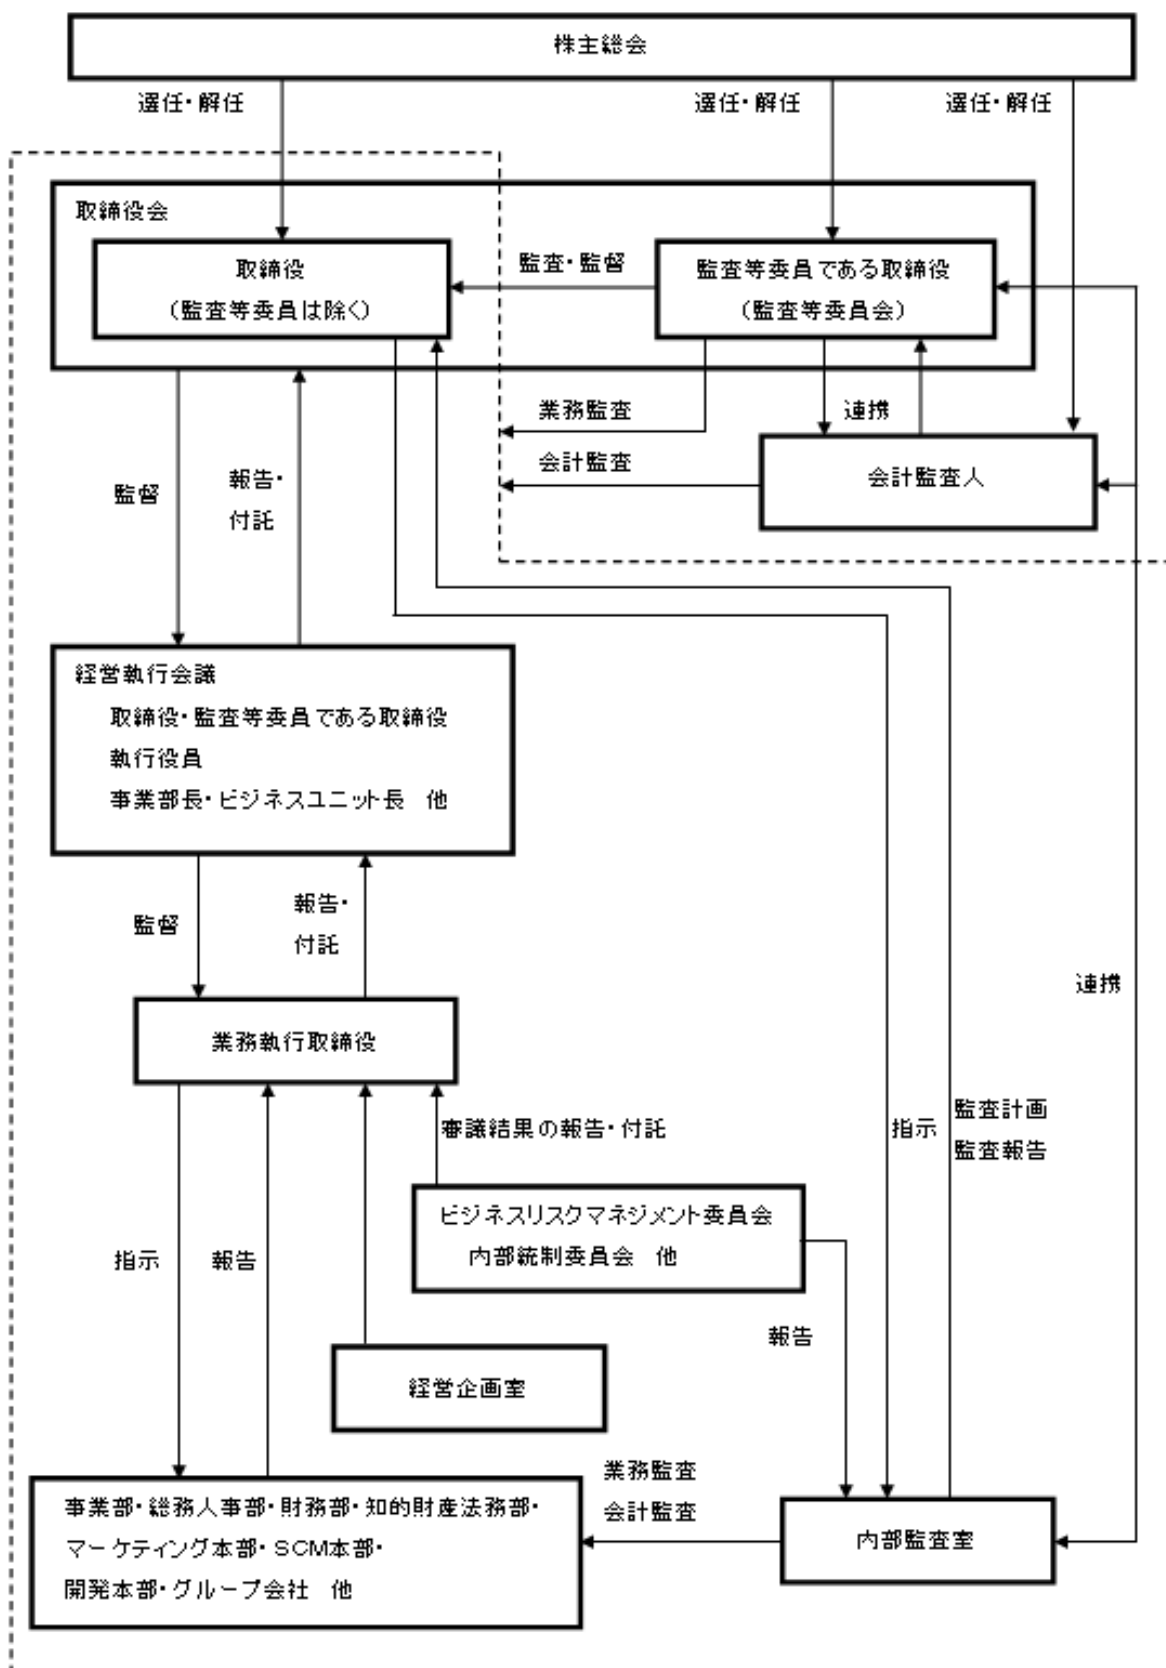 株主総会
選任・解任
選任・解任
選任・解任
取締役会
取締役
（監査等委員は除く）
監査・監督
監査等委員である取締役
（監査等委員会）
業務監査
連携
会計監査
会計監査人
監督
報告・
付託
経営執行会議
取締役・監査等委員である取締役
執行役員
事業部長・ビジネスユニット長　他
監督
報告・
付託
連携
業務執行取締役
審議結果の報告・付託
指示
監査計画
監査報告
ビジネスリスクマネジメント委員会
内部統制委員会　他
指示
報告
報告
経営企画室
業務監査
会計監査
事業部・総務人事部・財務部・知的財産法務部・
マーケティング本部・SCM本部・
開発本部・グループ会社　他
内部監査室